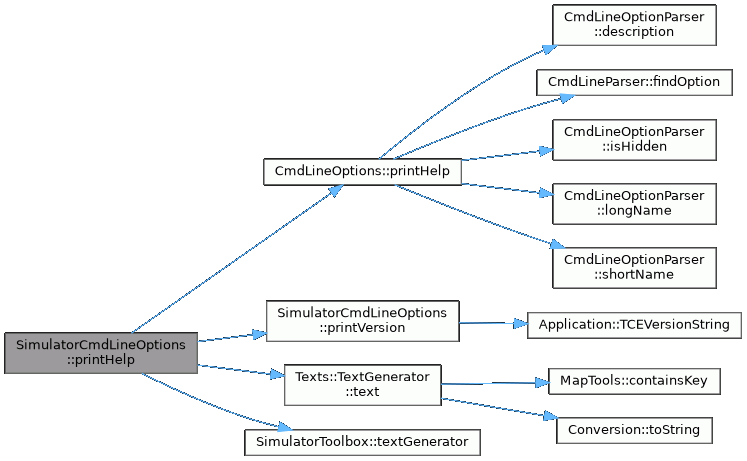 SimulatorCmdLineOptions
::printHelp
CmdLineOptions::printHelp
CmdLineOptionParser
::description
CmdLineParser::findOption
CmdLineOptionParser
::isHidden
CmdLineOptionParser
::longName
CmdLineOptionParser
::shortName
SimulatorCmdLineOptions
::printVersion
Application::TCEVersionString
Texts::TextGenerator
::text
MapTools::containsKey
Conversion::toString
SimulatorToolbox::textGenerator